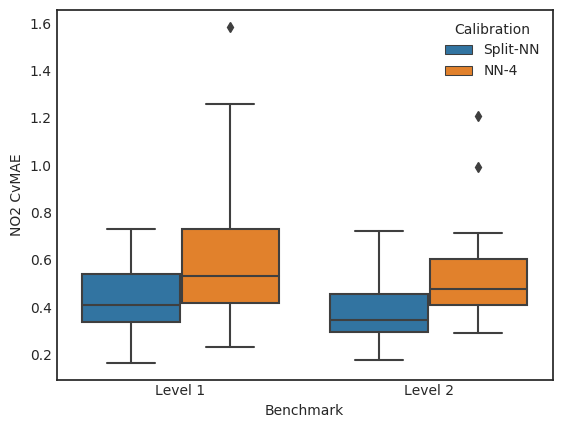 1.6
1.4
1.2
1.0
0.8
0.6
0.4
0.2
NO2 CvMAE
Calibration
Split-NN
NN-4
Level 1
Level 2
Benchmark